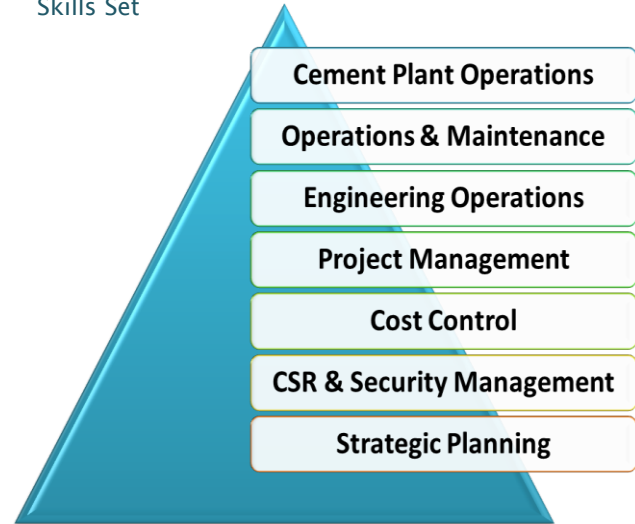 Skills Set
Cement Plant Operations
Operations & Maintenance
Engineering Operations
Project Management
Cost Control
CSR & Security Management
Strategic Planning